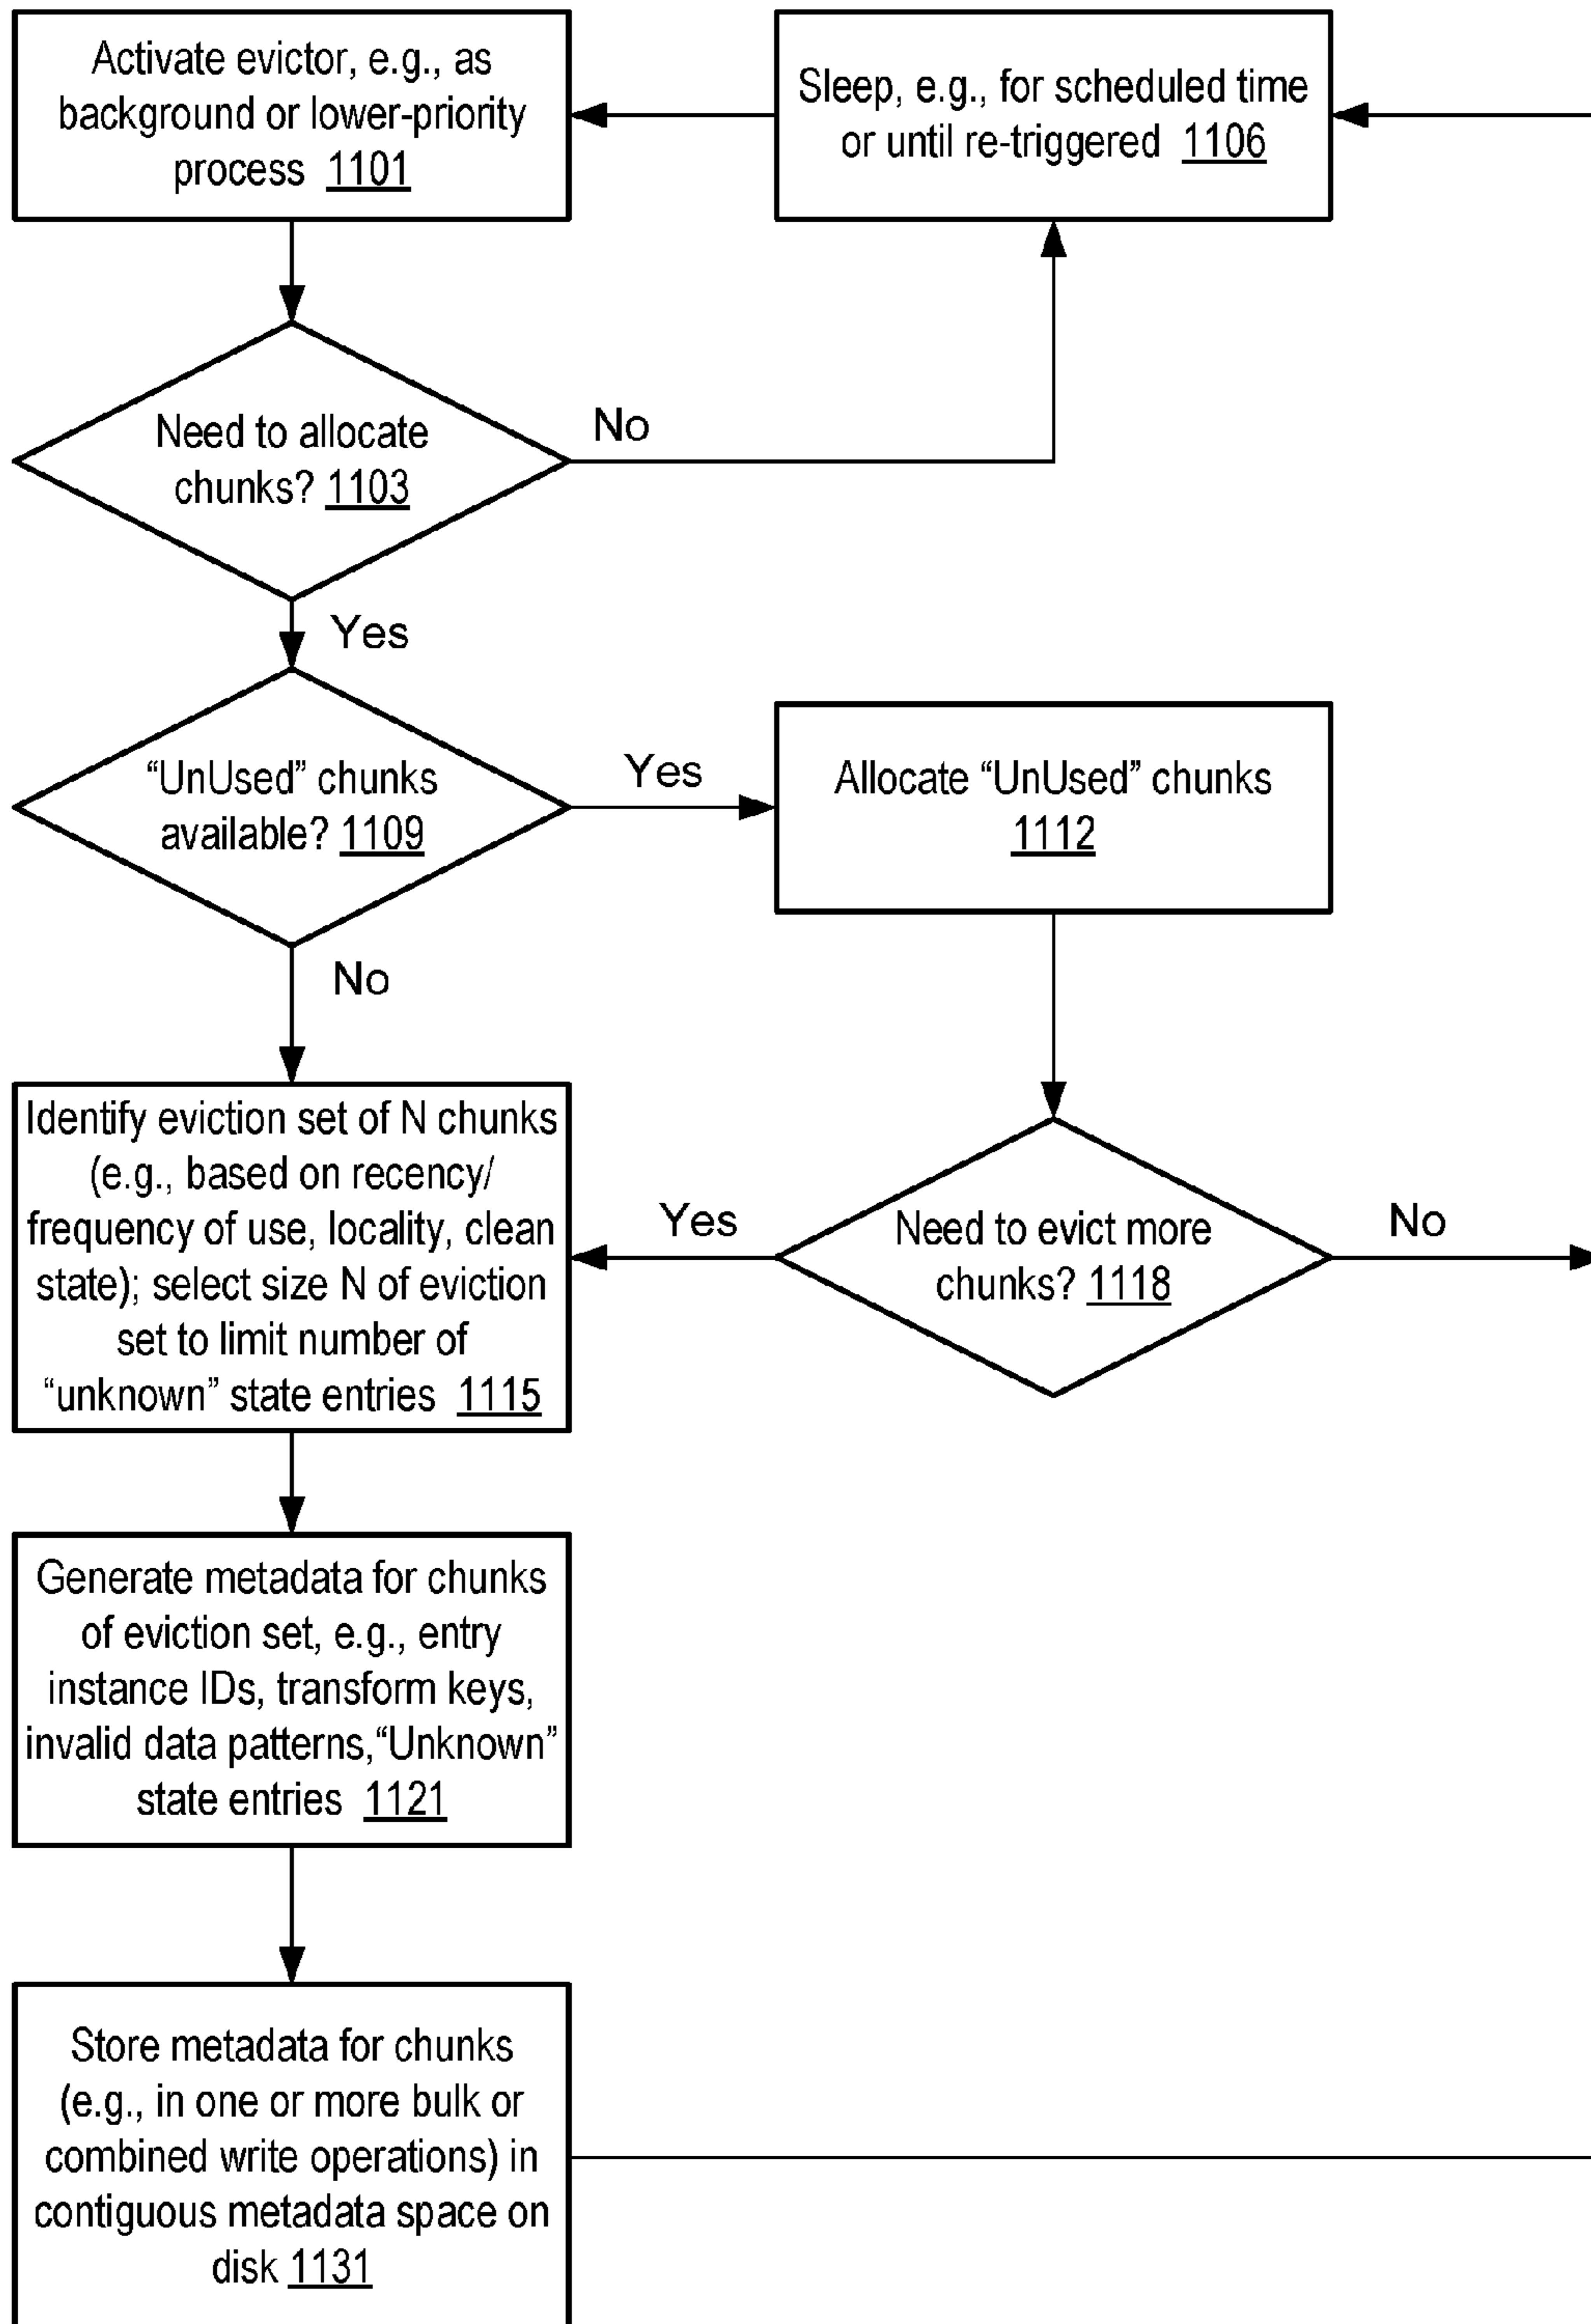 Activate evictor, e.g., as
background or lower-priority
process 1101
Sleep, e.g., for scheduled time
or until re-triggered 1106
Need to allocate
chunks? 1103
No
Yes
“UnUsed” chunks
available? 1109
Yes
Allocate “UnUsed” chunks
1112
No
Identify eviction set of N chunks
(e.g., based on recency/
frequency of use, locality, clean
state); select size N of eviction
set to limit number of
“unknown” state entries 1115
Yes
Need to evict more
chunks? 1118
No
Generate metadata for chunks
of eviction set, e.g., entry
instance IDs, transform keys,
invalid data patterns,“Unknown”
state entries 1121
Store metadata for chunks
(e.g., in one or more bulk or
combined write operations) in
contiguous metadata space on
disk 1131